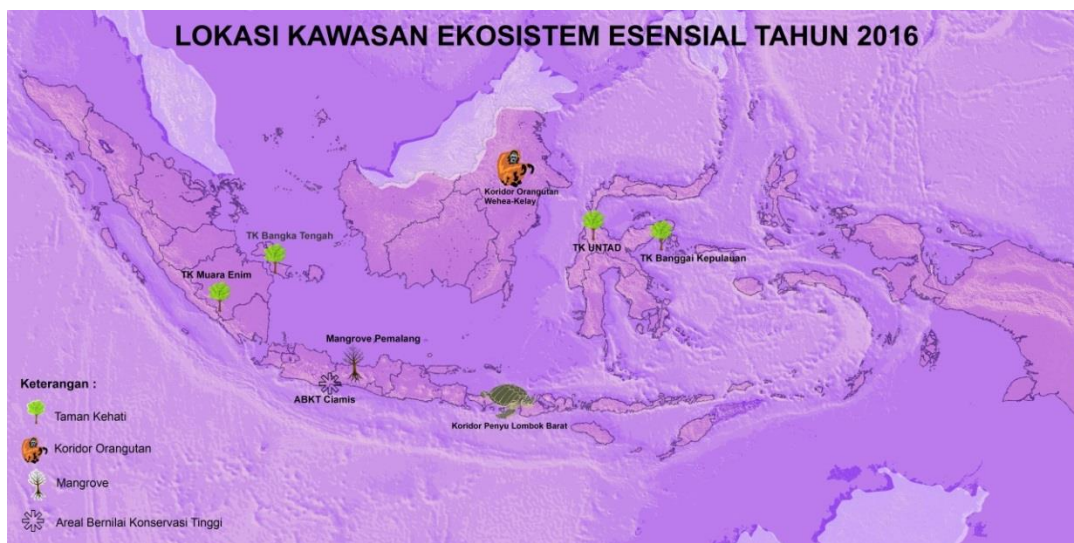 LOKASI KAWASAN EKOSISTEM ESENSIAL TAHUN 2016
Koridor Orangutan
Wehea-Kelay
TK Bangka Tengah
TK UNTAD
TK Banggai Kepulauan
TK Muara Enim
Mangrove Pemalang
ABKT Ciamis
Koridor Penyu Lombok Barat
Keterangan :
Taman Kehati
Koridor Orangutan
Mangrove
Areal Bernilai Konservasi Tinggi